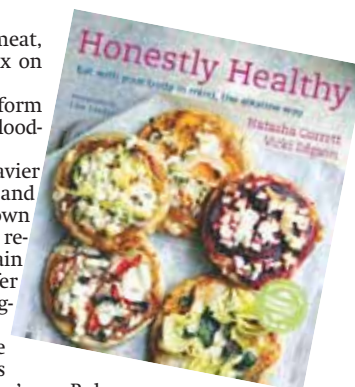 meat,
x on
form
lood-
avier
and
own
re-
ain
er
g-
e
s
Honestly Healthy
Eat with your body in mind, the alkaline way
Natasha Corrett
Vicki Edgson